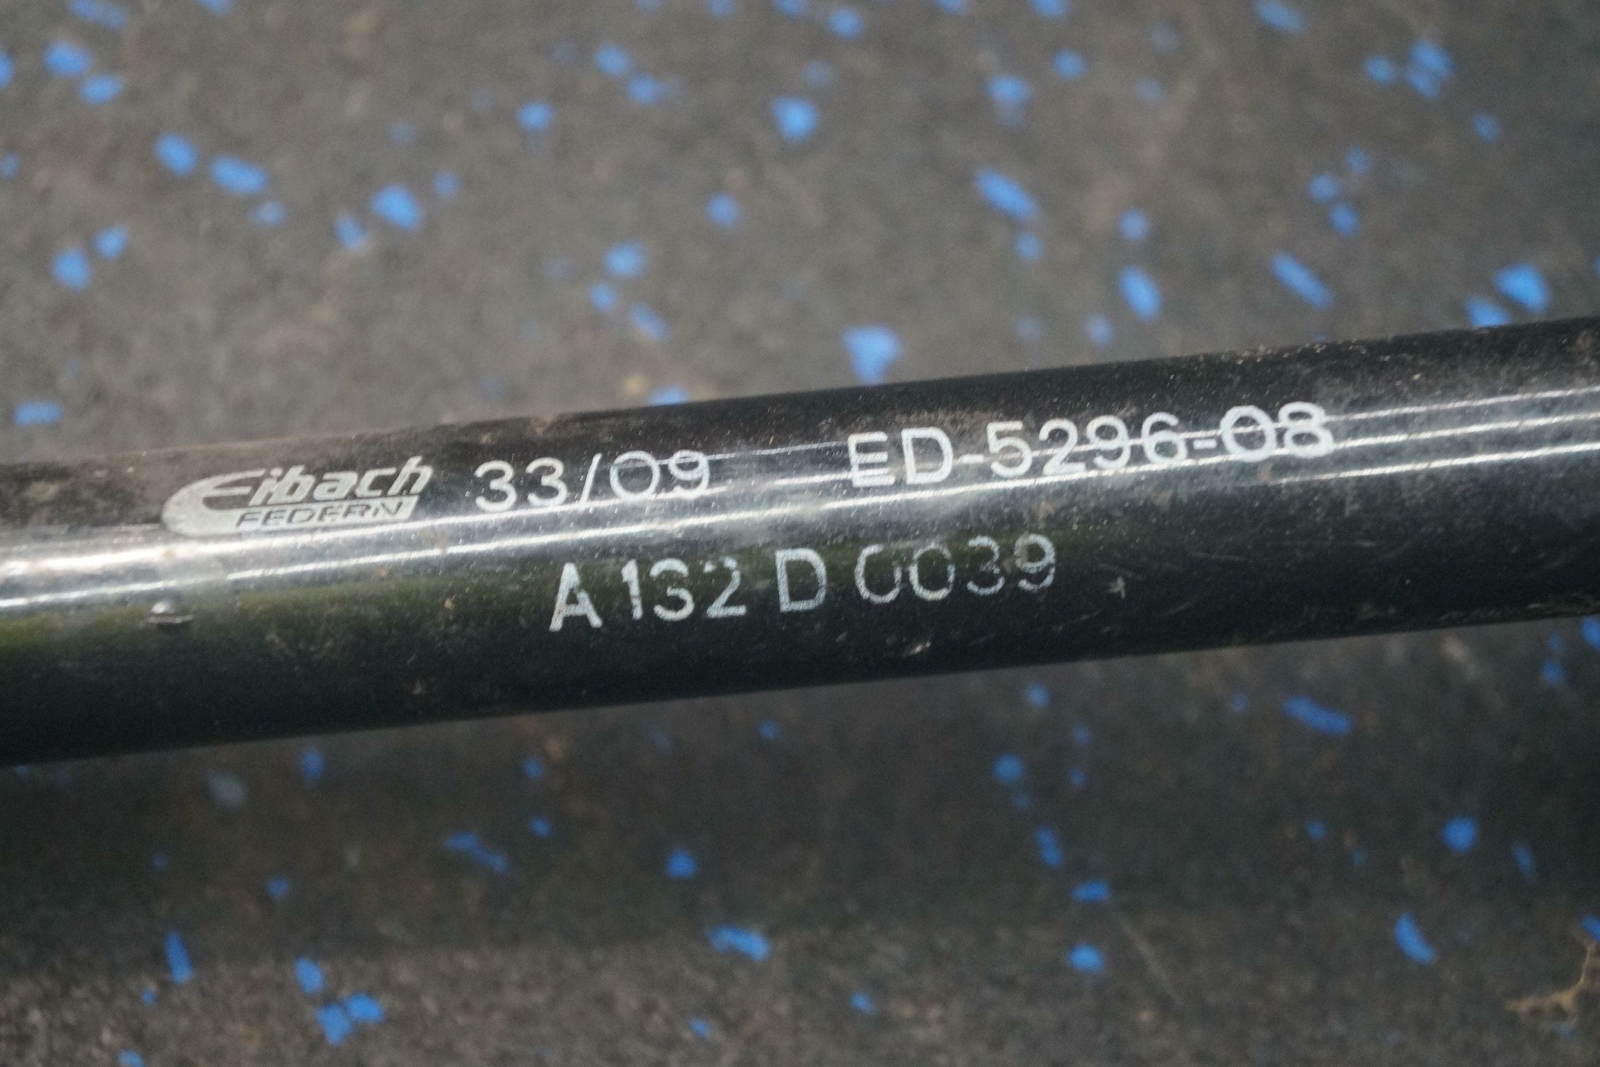 Eibach 33/09 ED-5296-08
FEDERN
A132 D 0039